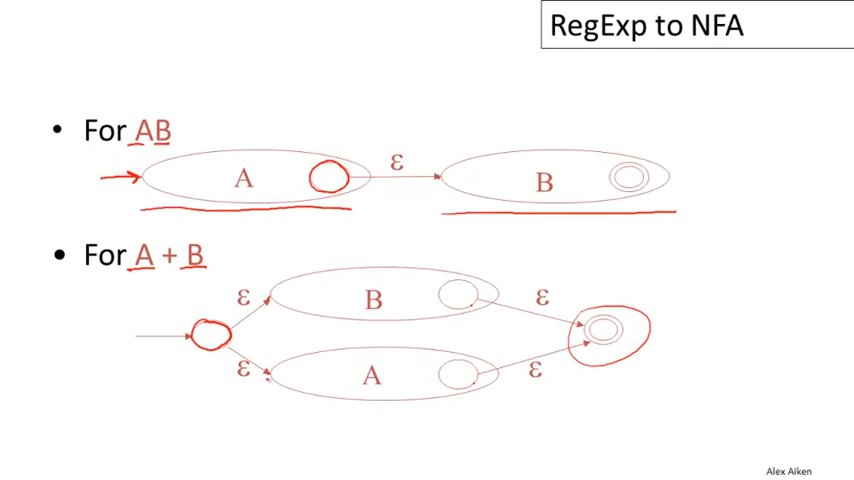 RegExp to NFA
• For AB
A ε B
• For A + B
ε B ε
ε A ε
Alex Aiken